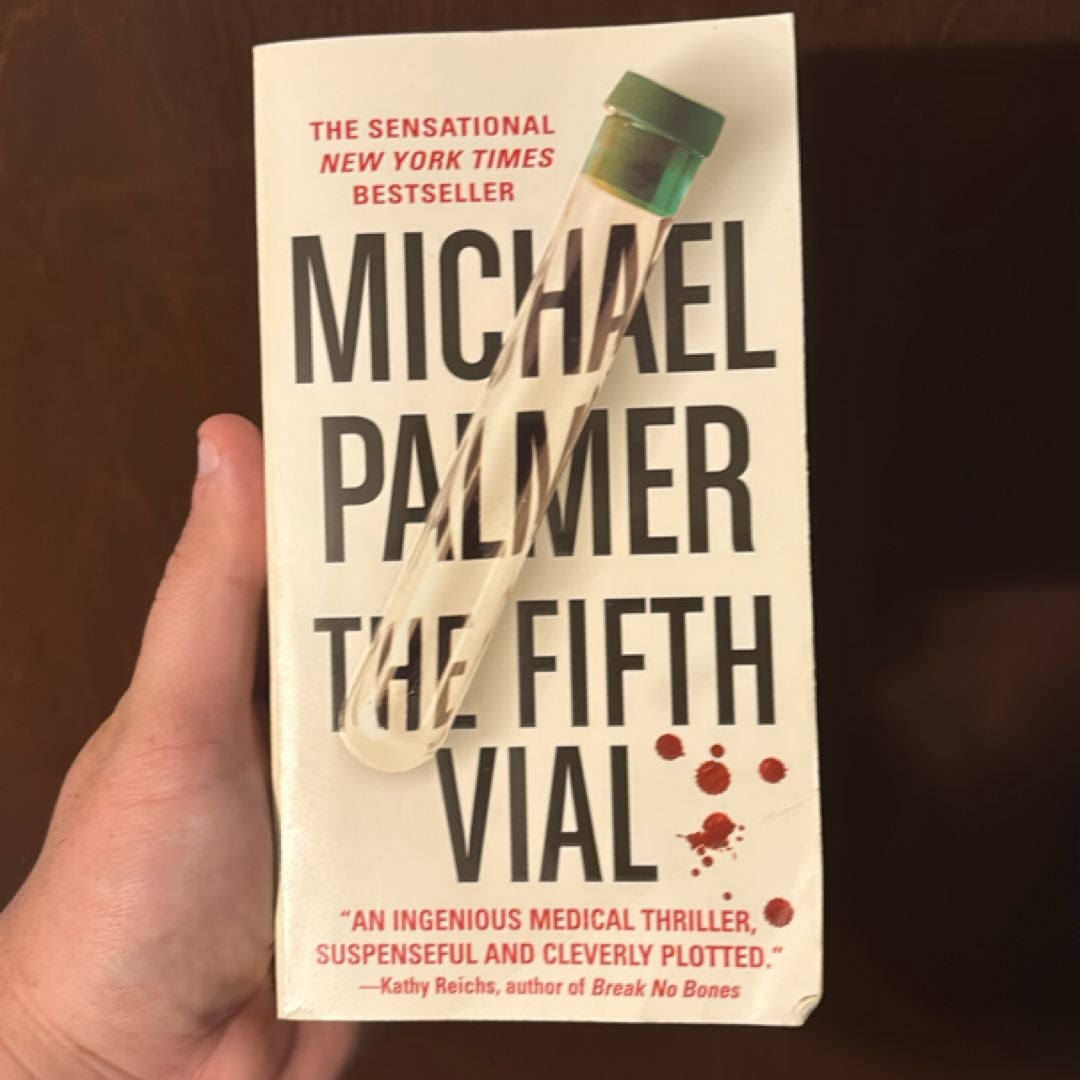 THE SENSATIONAL
NEW YORK TIMES
BESTSELLER
MICHAEL
PALMER
THE FIFTH
VIAL
“AN INGENIOUS MEDICAL THRILLER,
SUSPENSEFUL AND CLEVERLY PLOTTED.”
—Kathy Reichs, author of Break No Bones